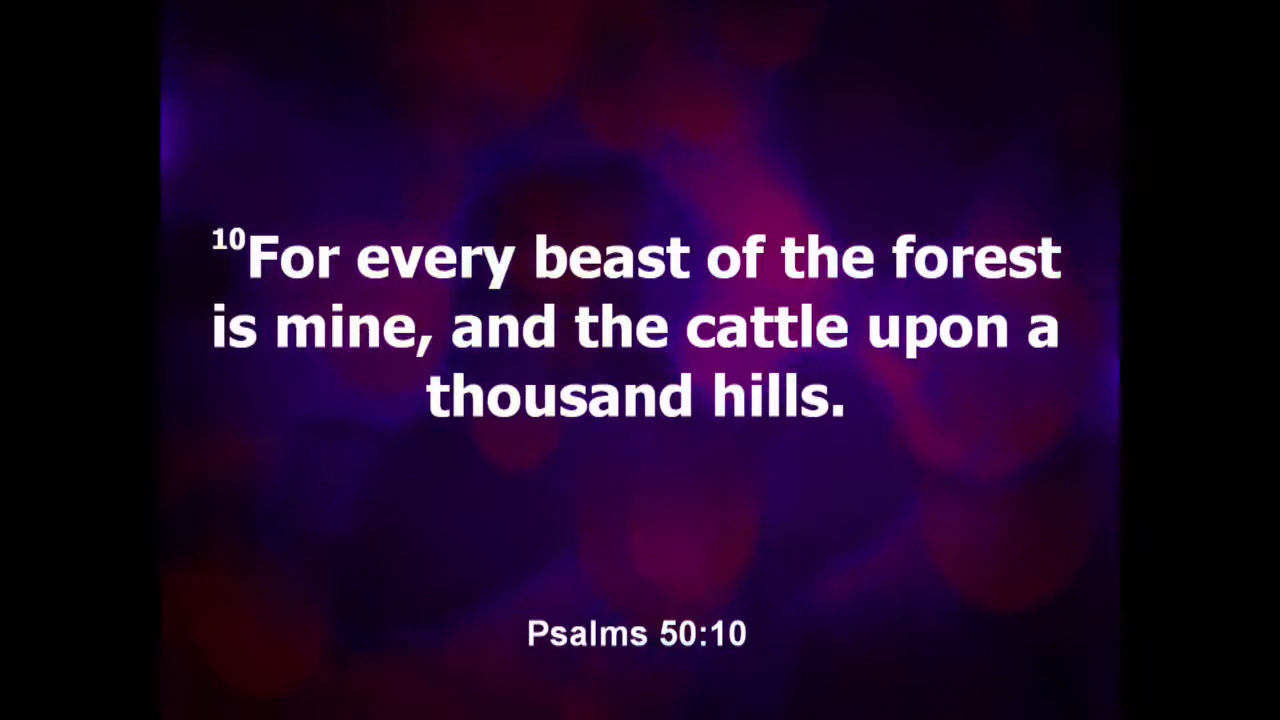 10For every beast of the forest
is mine, and the cattle upon a
thousand hills.
Psalms 50:10